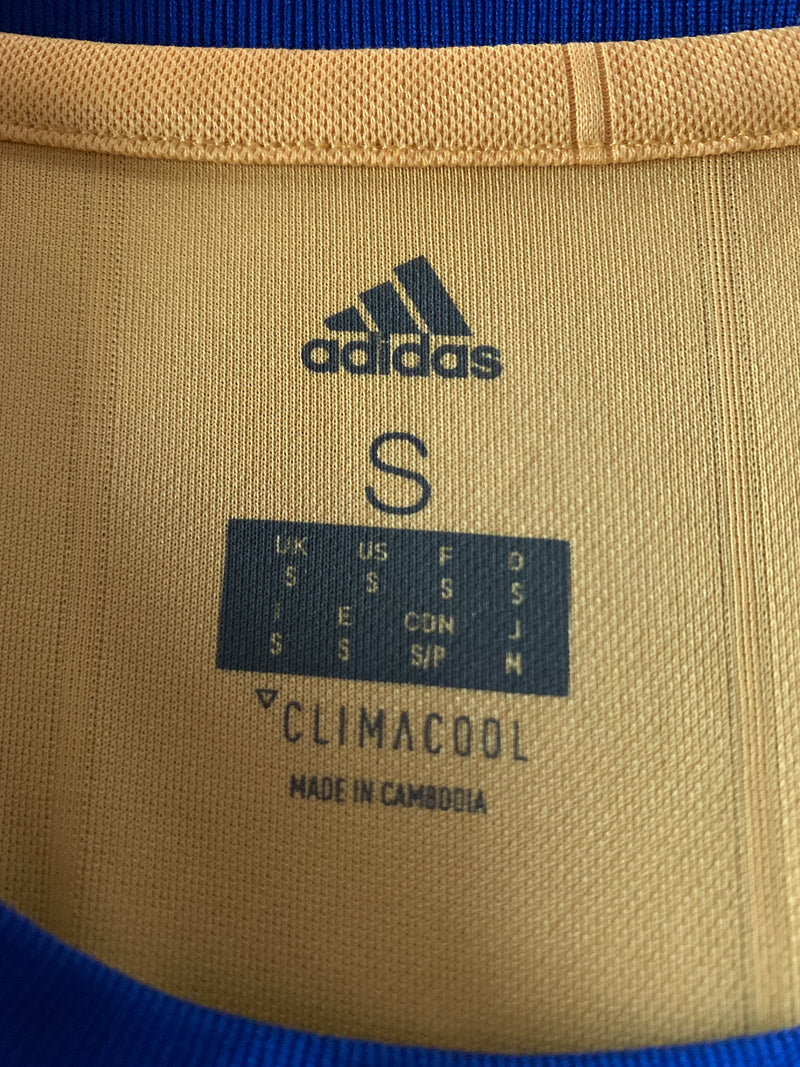 adidas
S
UK US F D
S S S S
I E CDN J
S S S/P M
CLIMACOOL
MADE IN CAMBODIA